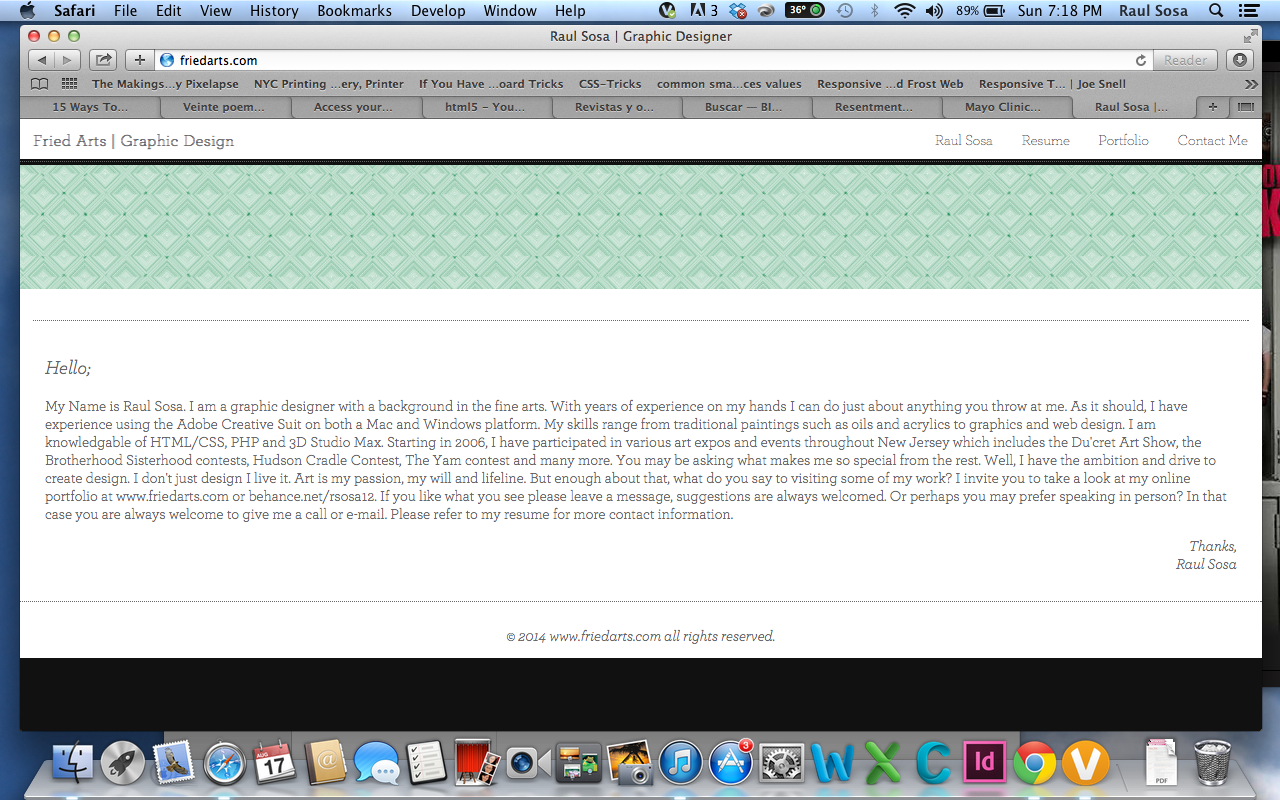 Safari File Edit View History Bookmarks Develop Window Help 3 36° 89% Sun 7:18 PM Raul Sosa
Raul Sosa | Graphic Designer
friedarts.com Reader
The Makings...y Pixelapse NYC Printing ...ery, Printer If You Have ...oard Tricks CSS-Tricks common sma...ces values Responsive ...d Frost Web Responsive T... | Joe Snell
15 Ways To... Veinte poem... Access your... html5 - You... Revistas y o... Buscar — Bl... Resentment... Mayo Clinic... Raul Sosa |...
Fried Arts | Graphic Design Raul Sosa Resume Portfolio Contact Me
Hello;
My Name is Raul Sosa. I am a graphic designer with a background in the fine arts. With years of experience on my hands I can do just about anything you throw at me. As it should, I have
experience using the Adobe Creative Suit on both a Mac and Windows platform. My skills range from traditional paintings such as oils and acrylics to graphics and web design. I am
knowledgable of HTML/CSS, PHP and 3D Studio Max. Starting in 2006, I have participated in various art expos and events throughout New Jersey which includes the Du'cret Art Show, the
Brotherhood Sisterhood contests, Hudson Cradle Contest, The Yam contest and many more. You may be asking what makes me so special from the rest. Well, I have the ambition and drive to
create design. I don't just design I live it. Art is my passion, my will and lifeline. But enough about that, what do you say to visiting some of my work? I invite you to take a look at my online
portfolio at www.friedarts.com or behance.net/rsosa12. If you like what you see please leave a message, suggestions are always welcomed. Or perhaps you may prefer speaking in person? In that
case you are always welcome to give me a call or e-mail. Please refer to my resume for more contact information.
Thanks,
Raul Sosa
© 2014 www.friedarts.com all rights reserved.
AUG
17
3
Id
PDF